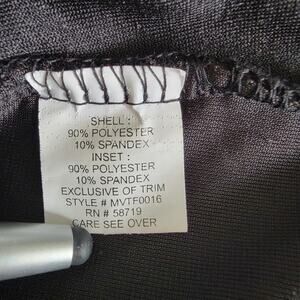 SHELL :
90% POLYESTER
10% SPANDEX
INSET :
90% POLYESTER
10% SPANDEX
EXCLUSIVE OF TRIM
STYLE # MVTF0016
RN # 58719
CARE SEE OVER